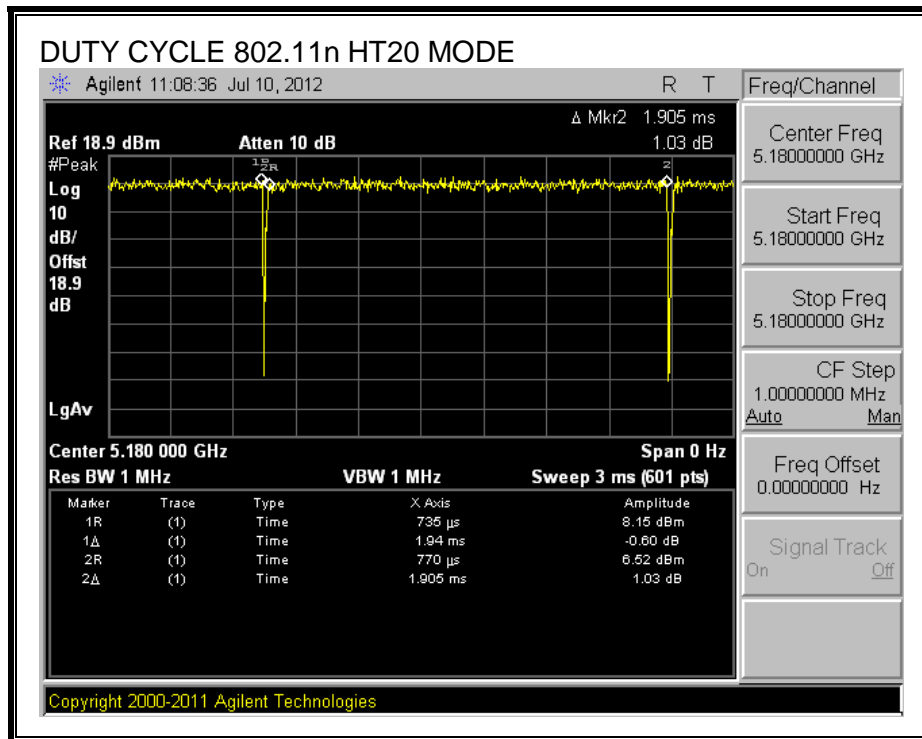 DUTY CYCLE 802.11n HT20 MODE
Agilent 11:08:36 Jul 10, 2012 R T
Δ Mkr2 1.905 ms
Ref 18.9 dBm Atten 10 dB 1.03 dB
#Peak
Log
10
dB/
Offst
18.9
dB
LgAv
2R
2
Center 5.180 000 GHz Span 0 Hz
Res BW 1 MHz VBW 1 MHz Sweep 3 ms (601 pts)
Marker Trace Type X Axis Amplitude
1R (1) Time 735 µs 8.15 dBm
1Δ (1) Time 1.94 ms -0.60 dB
2R (1) Time 770 µs 6.52 dBm
2Δ (1) Time 1.905 ms 1.03 dB
Freq/Channel
Center Freq
5.18000000 GHz
Start Freq
5.18000000 GHz
Stop Freq
5.18000000 GHz
CF Step
1.00000000 MHz
Auto Man
Freq Offset
0.00000000 Hz
Signal Track
On Off
Copyright 2000-2011 Agilent Technologies